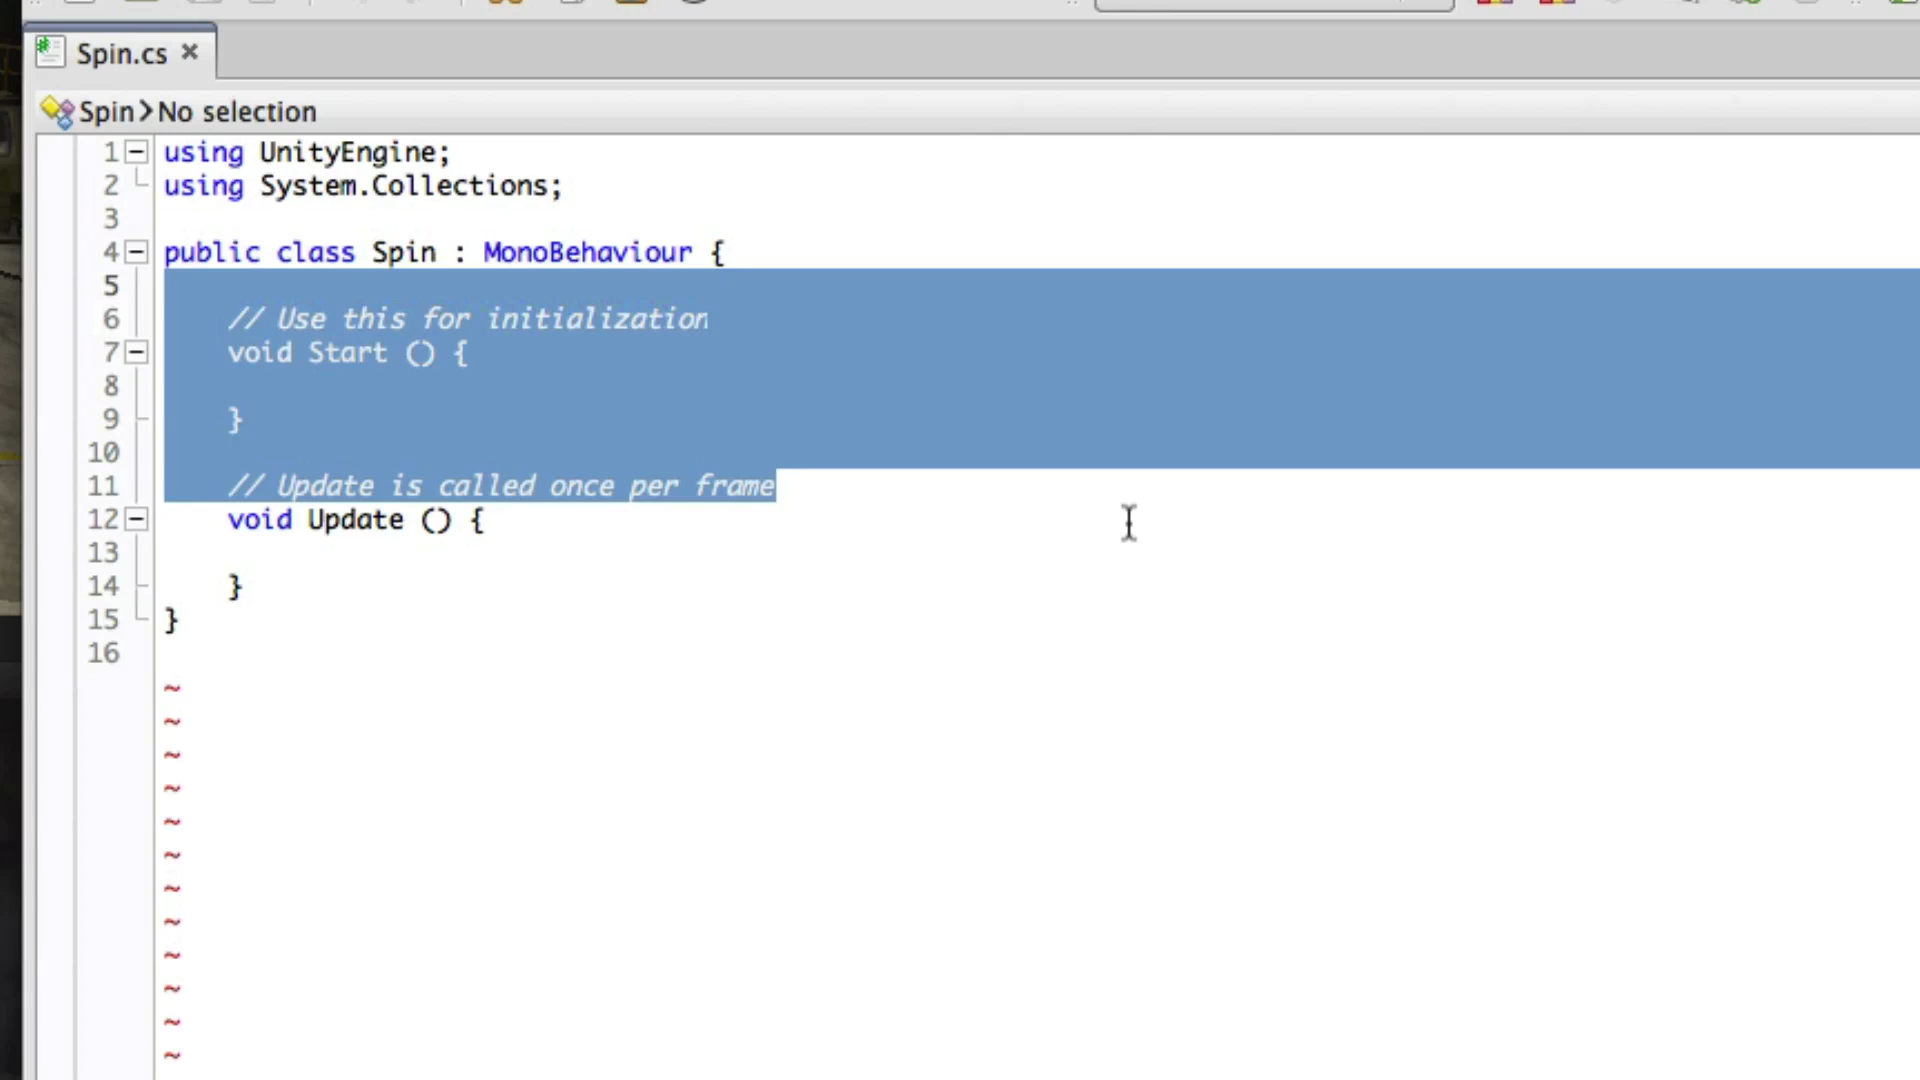 Spin.cs
Spin›No selection
1 using UnityEngine;
2 using System.Collections;
3
4 public class Spin : MonoBehaviour {
5
6 // Use this for initialization
7 void Start () {
8
9 }
10
11 // Update is called once per frame
12 void Update () {
13
14 }
15 }
16
~
~
~
~
~
~
~
~
~
~
~
~